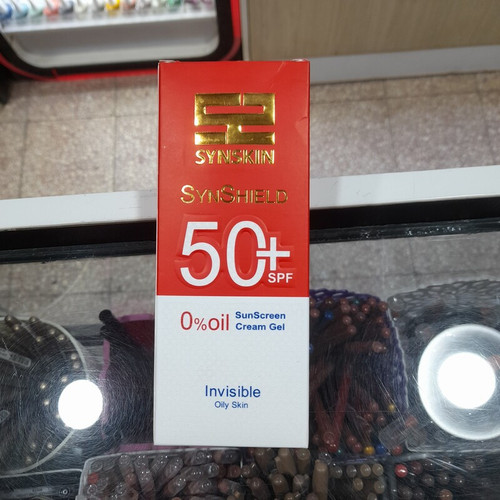 SYNSKIN
SYNSHIELD
50+
SPF
0%oil
SunScreen
Cream Gel
Invisible
Oily Skin